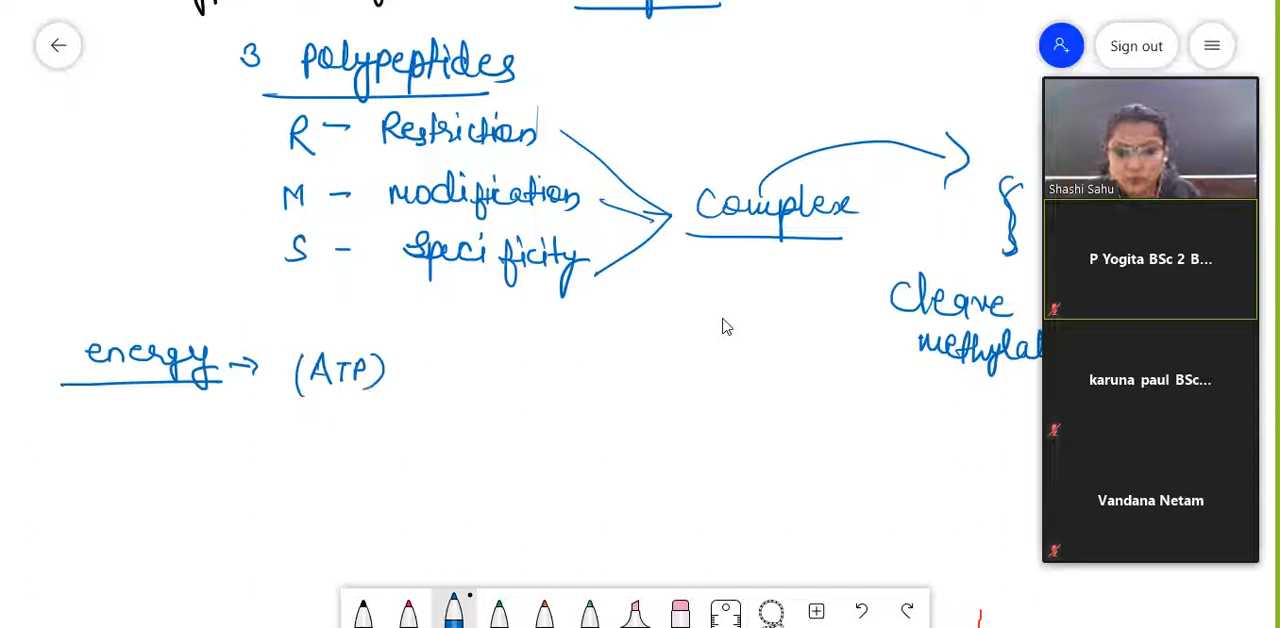 Sign out
3 Polypeptides
R – Restriction
M – modification
S – Specificity
Complex
Cleave
methylat
energy → (ATP)
Shashi Sahu
P Yogita BSc 2 B...
karuna paul BSc...
Vandana Netam